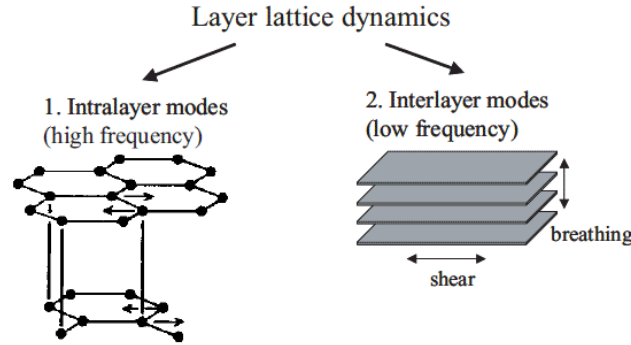 Layer lattice dynamics
1. Intralayer modes
(high frequency)
2. Interlayer modes
(low frequency)
breathing
shear